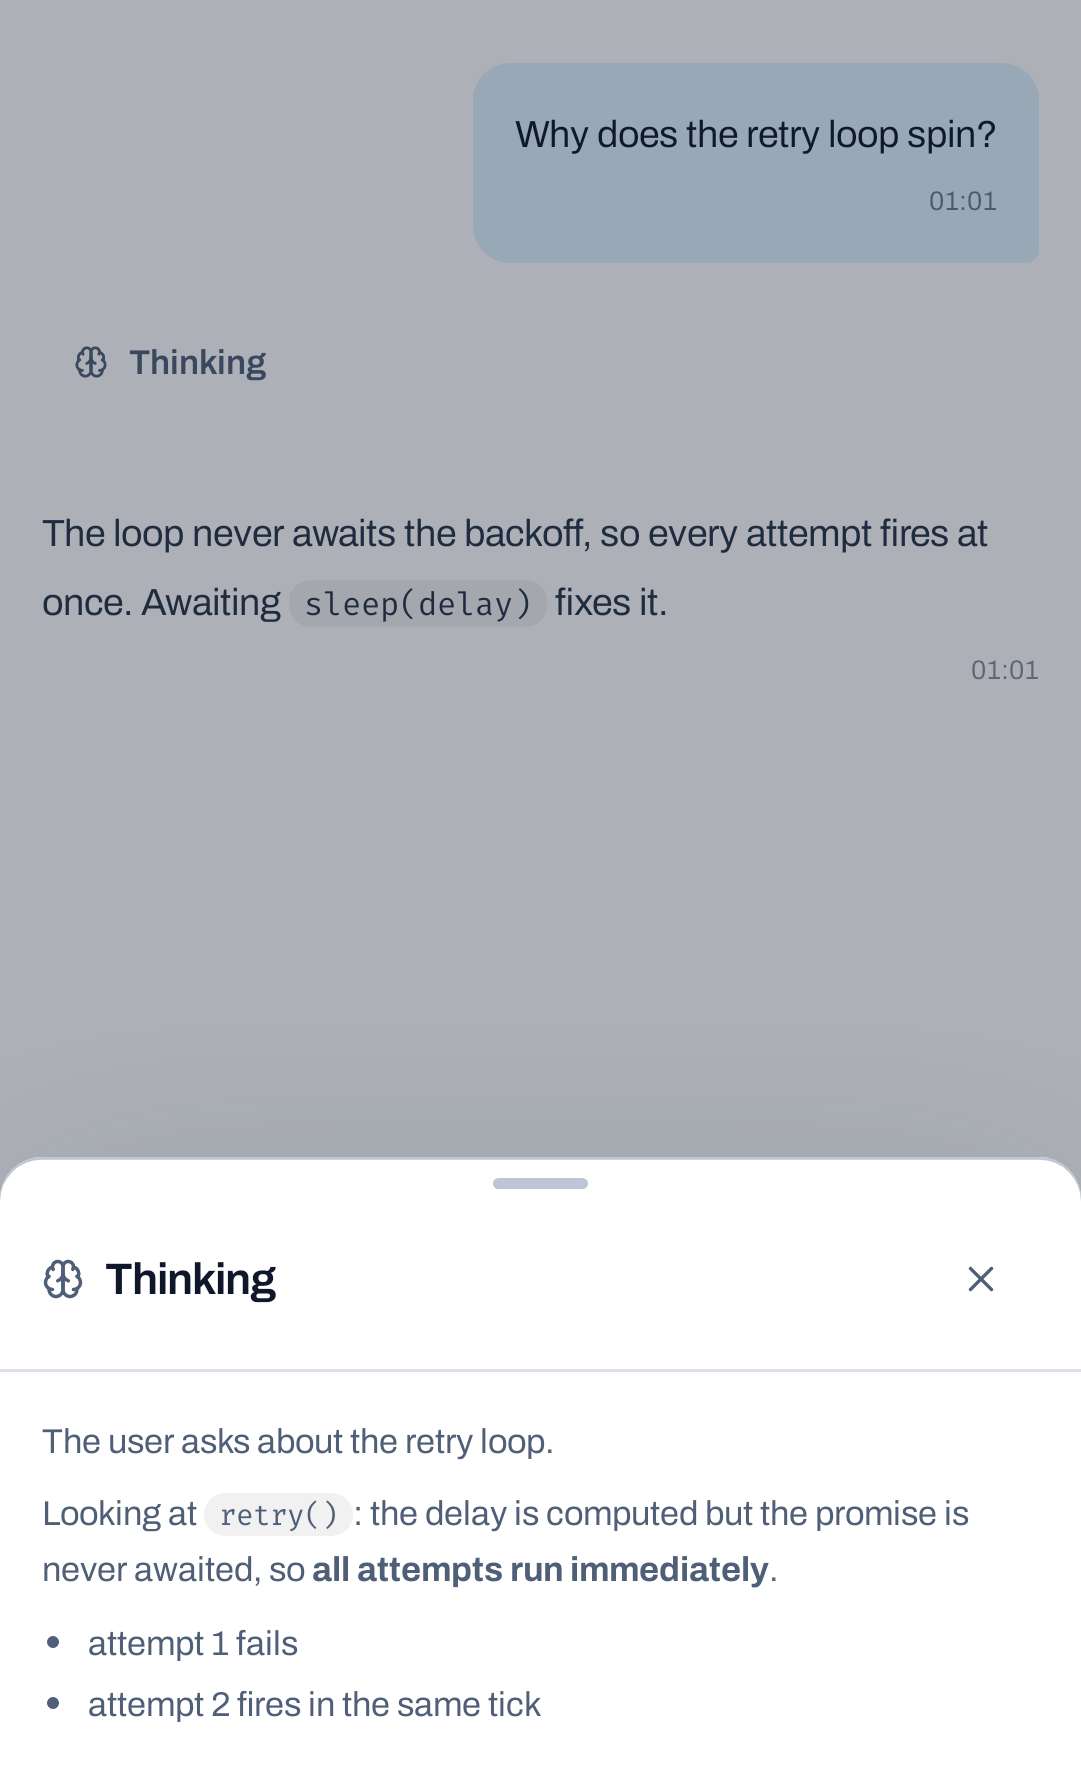 Why does the retry loop spin?
01:01
Thinking
The loop never awaits the backoff, so every attempt fires at
once. Awaiting sleep(delay) fixes it.
01:01
Thinking
The user asks about the retry loop.
Looking at retry(): the delay is computed but the promise is
never awaited, so all attempts run immediately.
• attempt 1 fails
• attempt 2 fires in the same tick